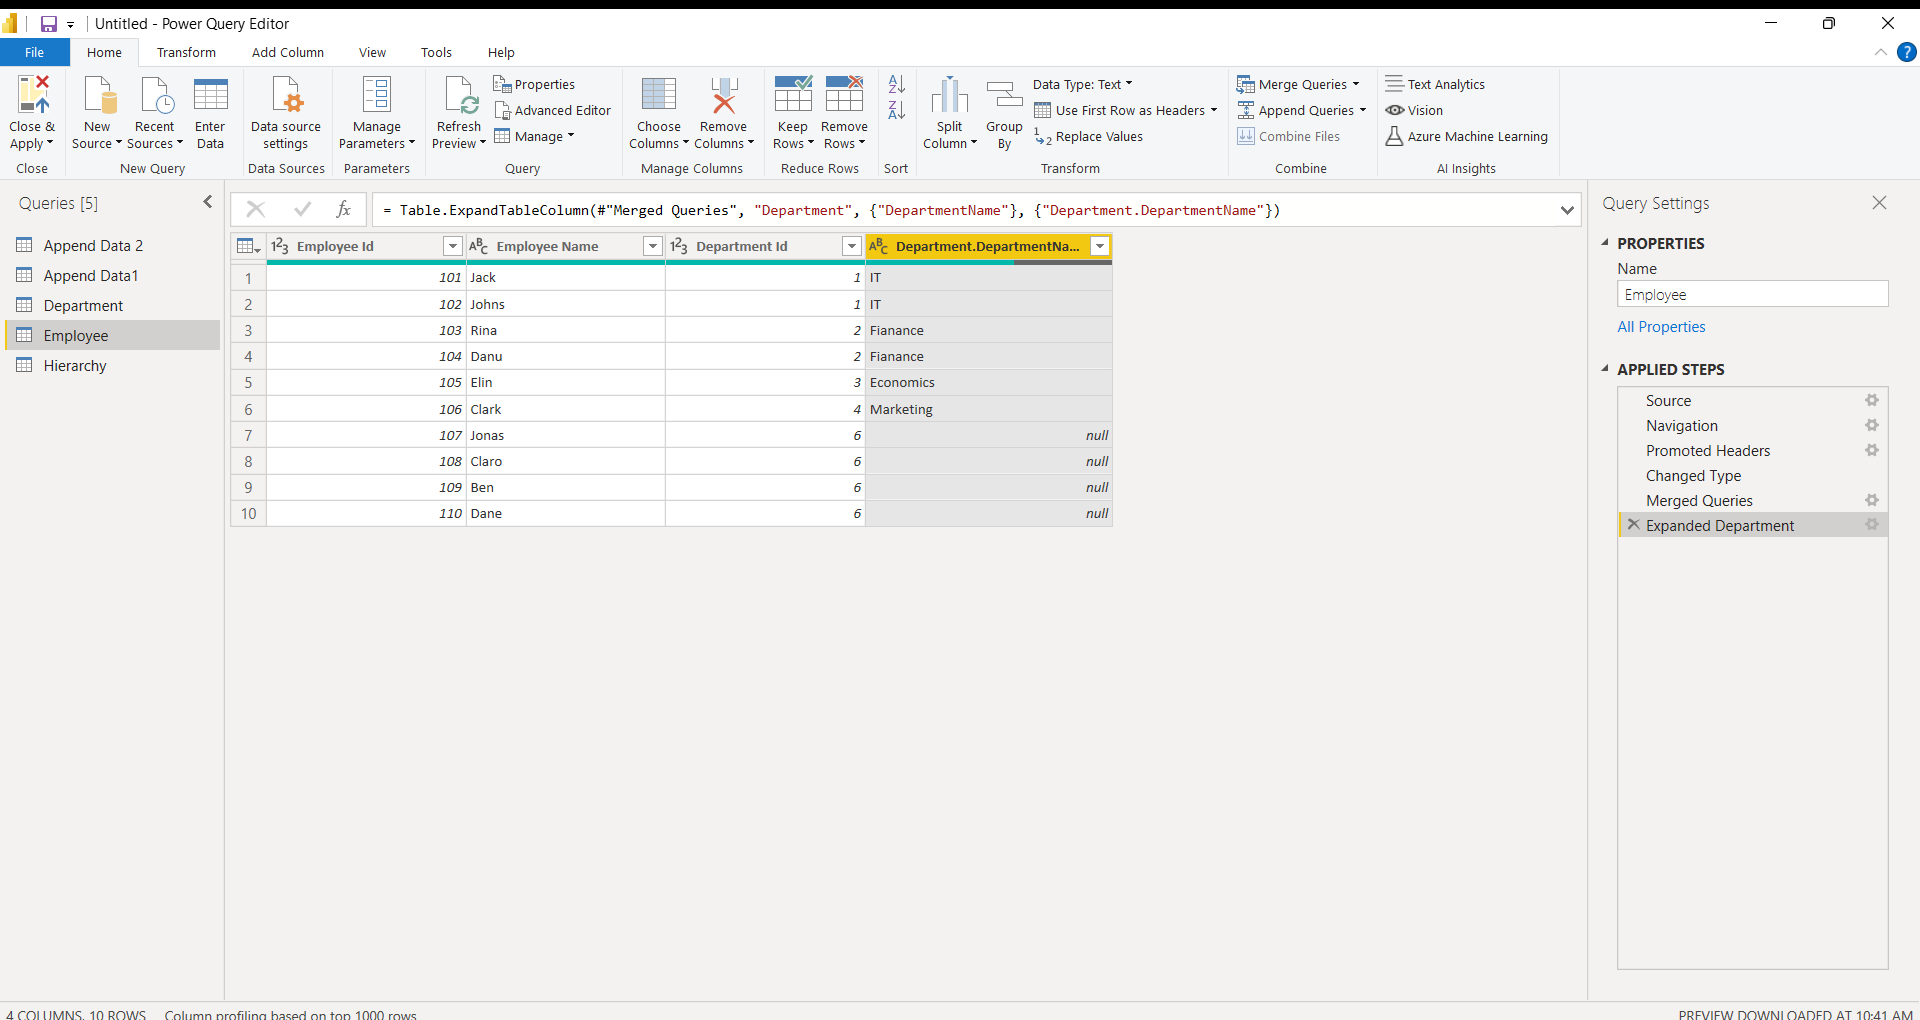 Untitled - Power Query Editor
File Home Transform Add Column View Tools Help
Close & Apply
New Source
Recent Sources
Enter Data
Data source settings
Manage Parameters
Refresh Preview
Properties
Advanced Editor
Manage
Choose Columns
Remove Columns
Keep Rows
Remove Rows
Split Column
Group By
Data Type: Text
Use First Row as Headers
Replace Values
Merge Queries
Append Queries
Combine Files
Text Analytics
Vision
Azure Machine Learning
Close New Query Data Sources Parameters Query Manage Columns Reduce Rows Sort Transform Combine AI Insights
Queries [5]
Append Data 2
Append Data1
Department
Employee
Hierarchy
fx
= Table.ExpandTableColumn(#"Merged Queries", "Department", {"DepartmentName"}, {"Department.DepartmentName"})
123 Employee Id ABC Employee Name 123 Department Id ABC Department.DepartmentNa...
1 101 Jack 1 IT
2 102 Johns 1 IT
3 103 Rina 2 Fianance
4 104 Danu 2 Fianance
5 105 Elin 3 Economics
6 106 Clark 4 Marketing
7 107 Jonas 6 null
8 108 Claro 6 null
9 109 Ben 6 null
10 110 Dane 6 null
Query Settings
PROPERTIES
Name
Employee
All Properties
APPLIED STEPS
Source
Navigation
Promoted Headers
Changed Type
Merged Queries
Expanded Department
4 COLUMNS, 10 ROWS Column profiling based on top 1000 rows
PREVIEW DOWNLOADED AT 10:41 AM